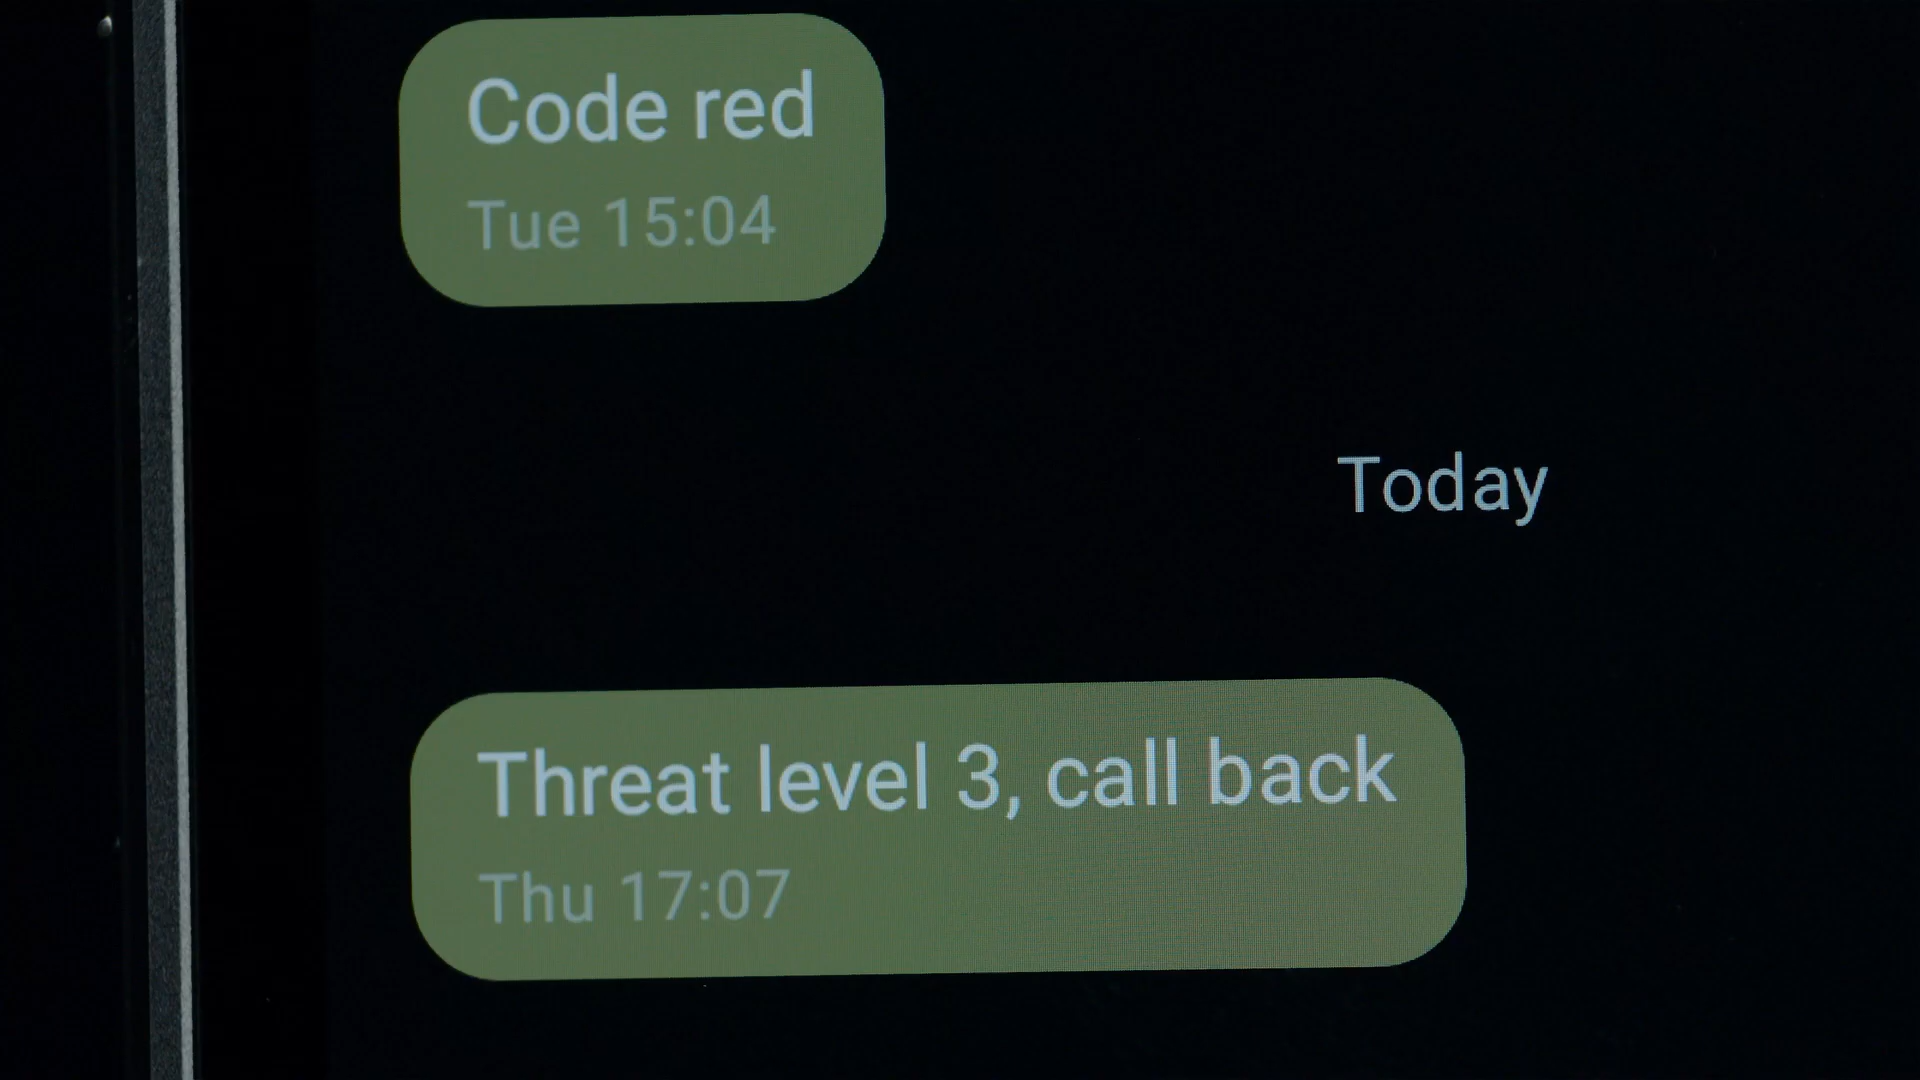 Code red
Tue 15:04
Today
Threat level 3, call back
Thu 17:07